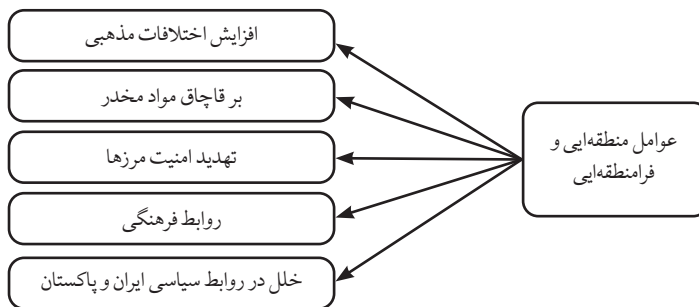 افزایش اختلافات مذهبی
بر قاچاق مواد مخدر
تهدید امنیت مرزها
روابط فرهنگی
خلل در روابط سیاسی ایران و پاکستان
عوامل منطقه‌ایی و
فرامنطقه‌ایی